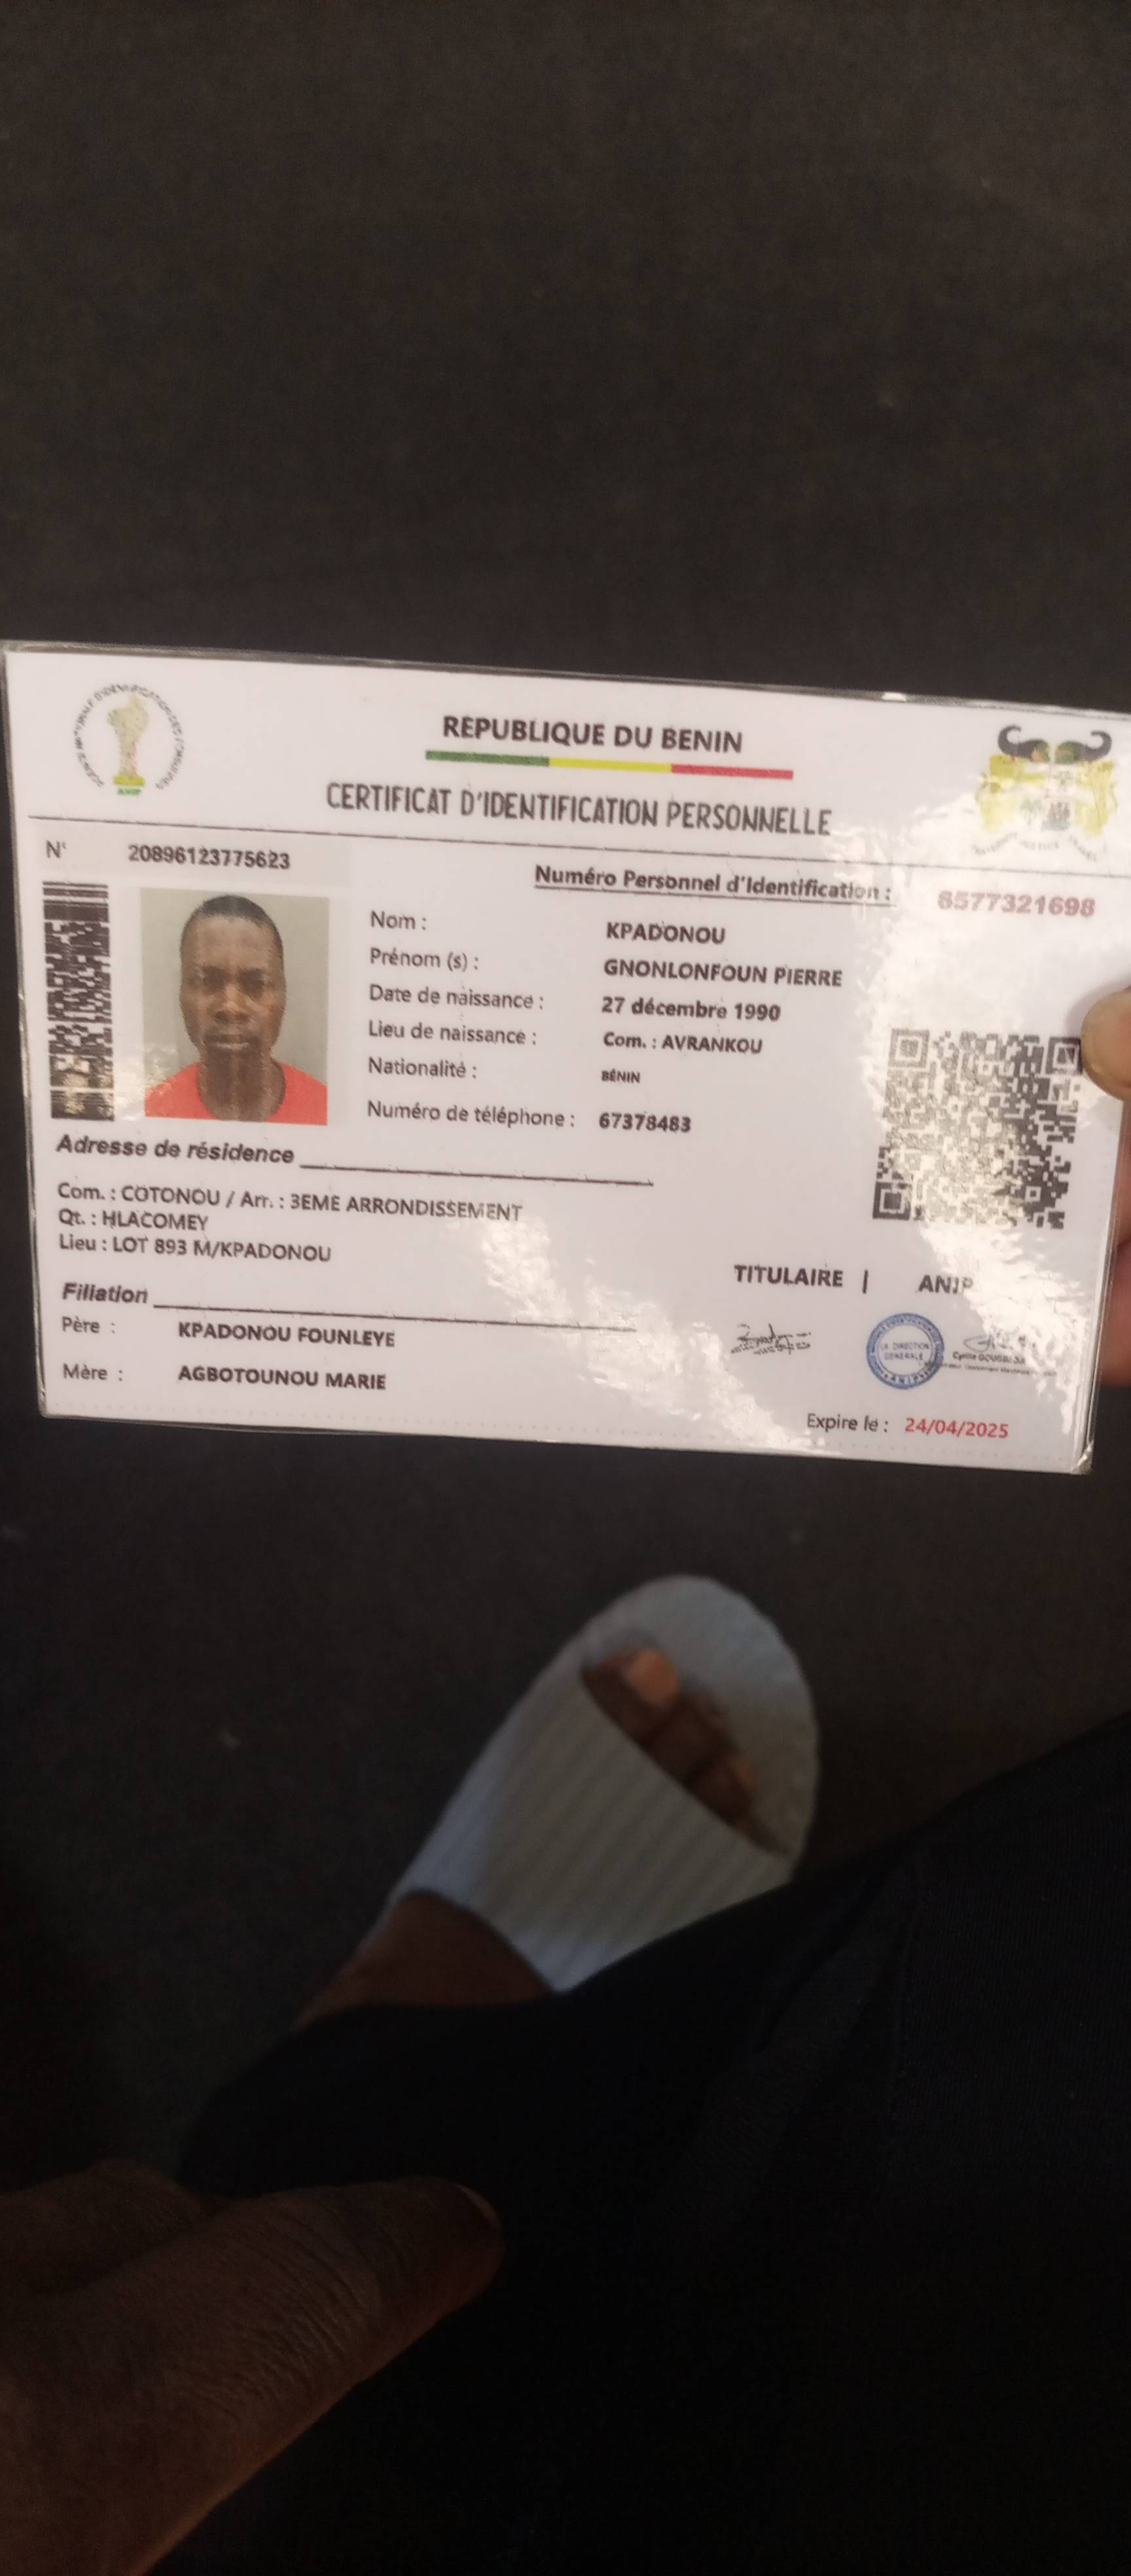 REPUBLIQUE DU BENIN
CERTIFICAT D'IDENTIFICATION PERSONNELLE
ANIP
N° 20896123775623
Numéro Personnel d'Identification : 6577321698
Nom : KPADONOU
Prénom (s) : GNONLONFOUN PIERRE
Date de naissance : 27 décembre 1990
Lieu de naissance : Com. : AVRANKOU
Nationalité : BÉNIN
Numéro de téléphone : 67378483
Adresse de résidence
Com. : COTONOU / Arr. : 3EME ARRONDISSEMENT
Qt. : HLACOMEY
Lieu : LOT 893 M/KPADONOU
TITULAIRE | ANIP
Filiation
Père : KPADONOU FOUNLEYE
Mère : AGBOTOUNOU MARIE
LA DIRECTION
GENERALE
ANIP
Expire le : 24/04/2025